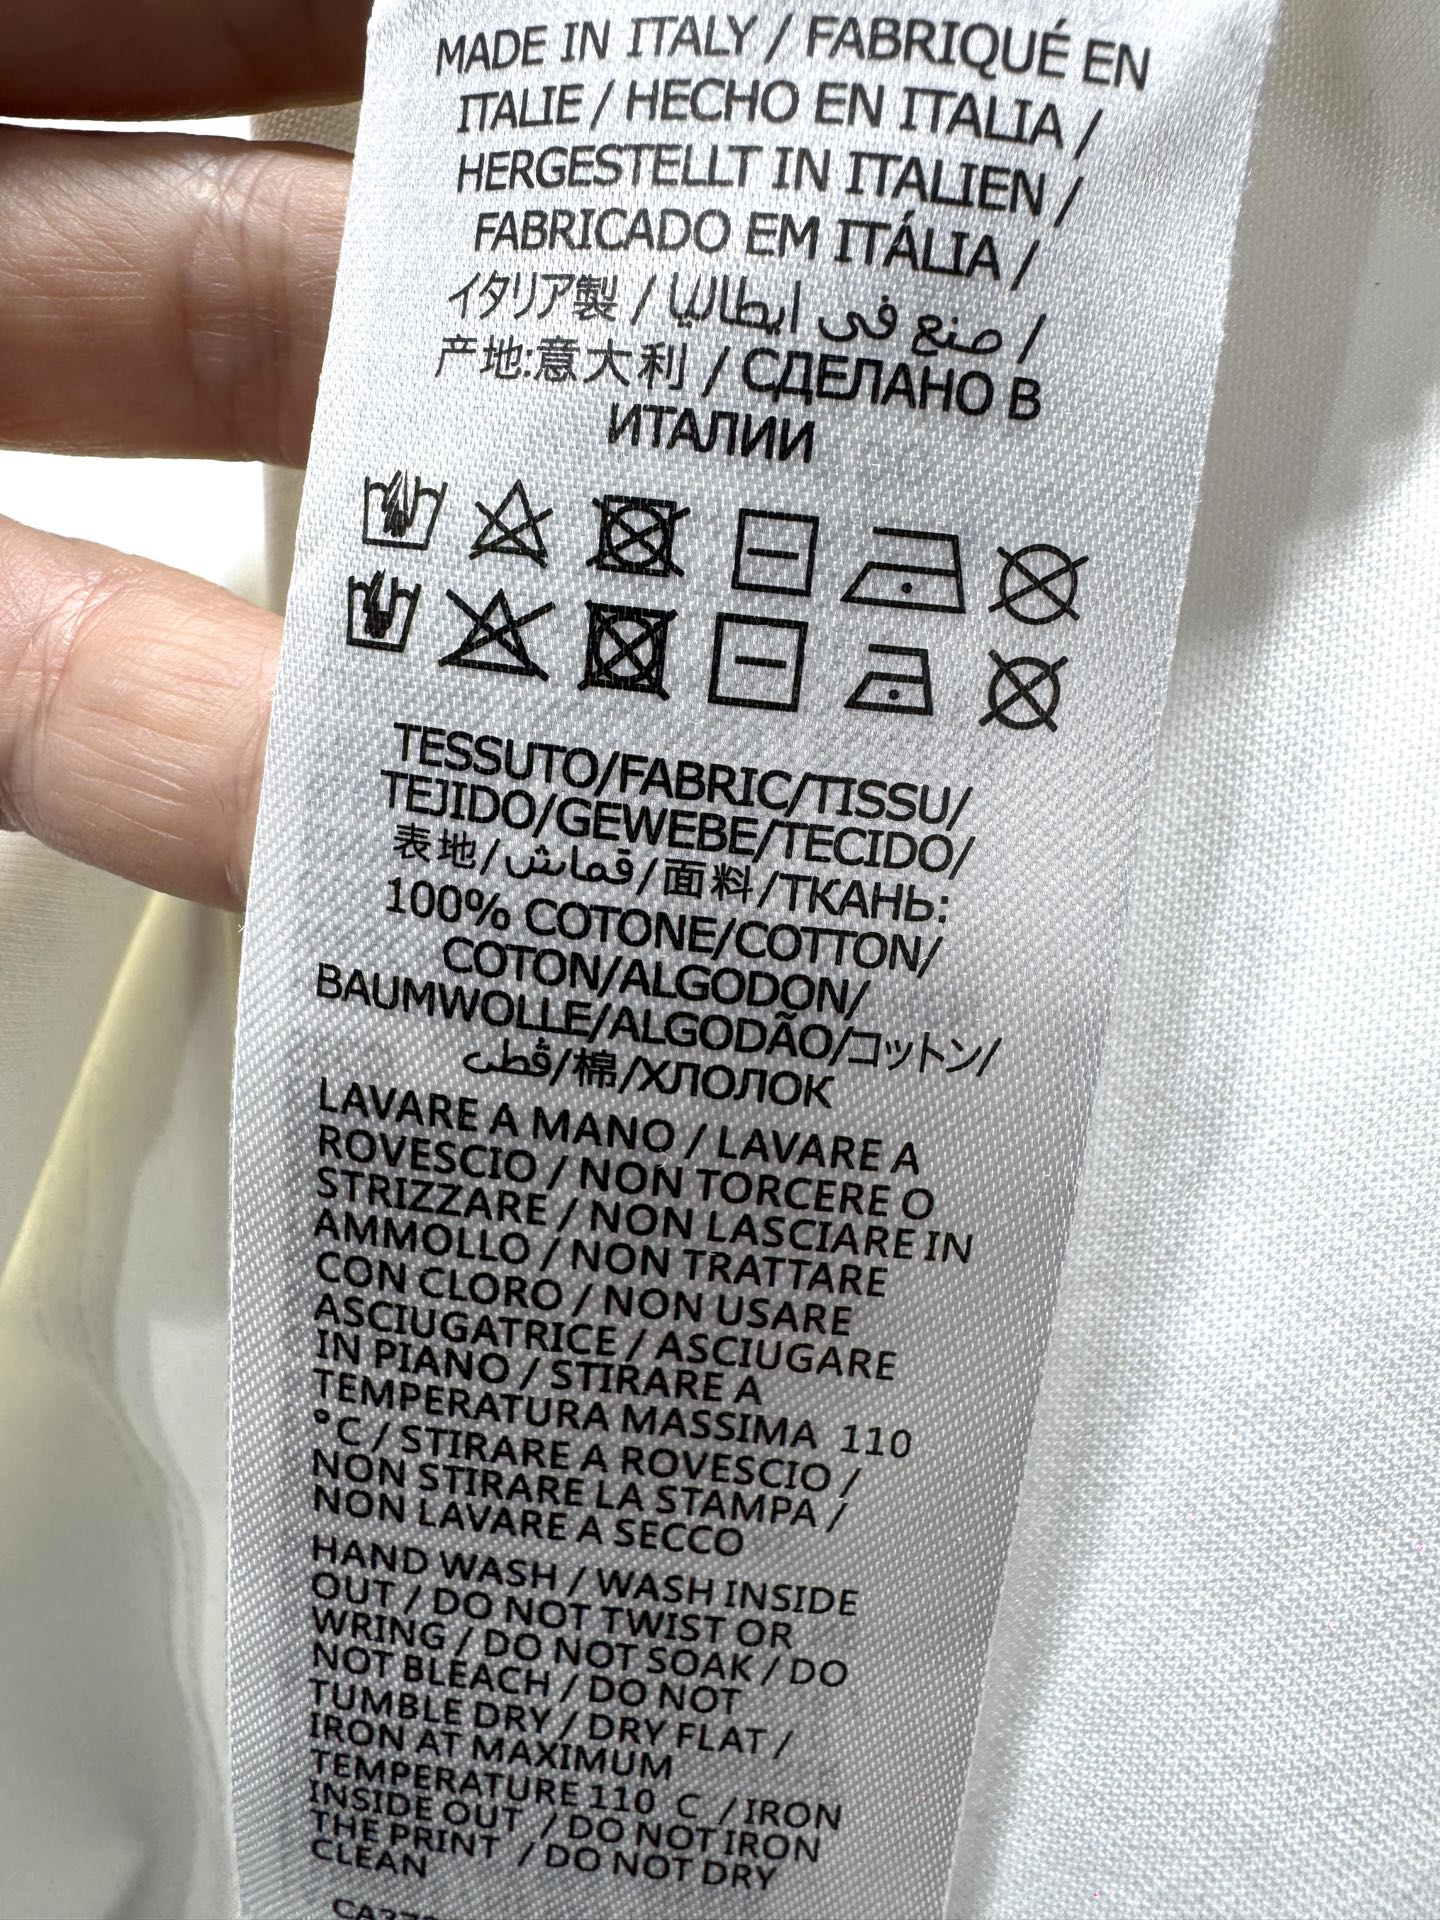 MADE IN ITALY / FABRIQUÉ EN
ITALIE / HECHO EN ITALIA /
HERGESTELLT IN ITALIEN /
FABRICADO EM ITÁLIA /
イタリア製 / صنع في ايطاليا /
产地:意大利 / СДЕЛАНО В
ИТАЛИИ
TESSUTO/FABRIC/TISSU/
TEJIDO/GEWEBE/TECIDO/
表地/قماش/面料/ТКАНЬ:
100% COTONE/COTTON/
COTON/ALGODON/
BAUMWOLLE/ALGODÃO/コットン/
قطن/棉/ХЛОЛОК
LAVARE A MANO / LAVARE A
ROVESCIO / NON TORCERE O
STRIZZARE / NON LASCIARE IN
AMMOLLO / NON TRATTARE
CON CLORO / NON USARE
ASCIUGATRICE / ASCIUGARE
IN PIANO / STIRARE A
TEMPERATURA MASSIMA 110
°C / STIRARE A ROVESCIO /
NON STIRARE LA STAMPA /
NON LAVARE A SECCO
HAND WASH / WASH INSIDE
OUT / DO NOT TWIST OR
WRING / DO NOT SOAK / DO
NOT BLEACH / DO NOT
TUMBLE DRY / DRY FLAT /
IRON AT MAXIMUM
TEMPERATURE 110 C / IRON
INSIDE OUT / DO NOT IRON
THE PRINT / DO NOT DRY
CLEAN